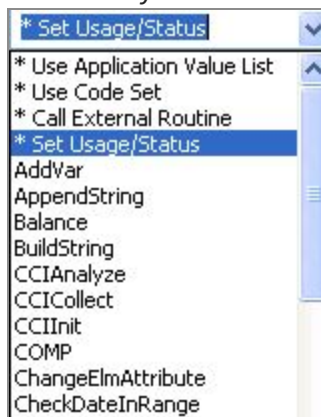 * Set Usage/Status
* Use Application Value List
* Use Code Set
* Call External Routine
* Set Usage/Status
AddVar
AppendString
Balance
BuildString
CCIAnalyze
CCICollect
CCIInit
COMP
ChangeElmAttribute
CheckDateInRange